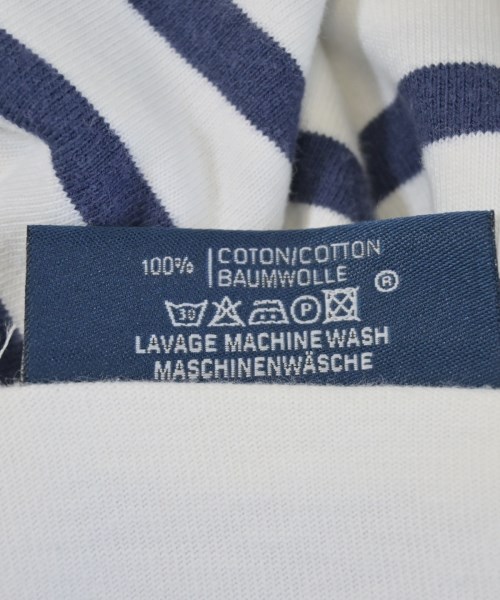 100% COTON/COTTON
BAUMWOLLE
30 P ®
LAVAGE MACHINE WASH
MASCHINENWÄSCHE